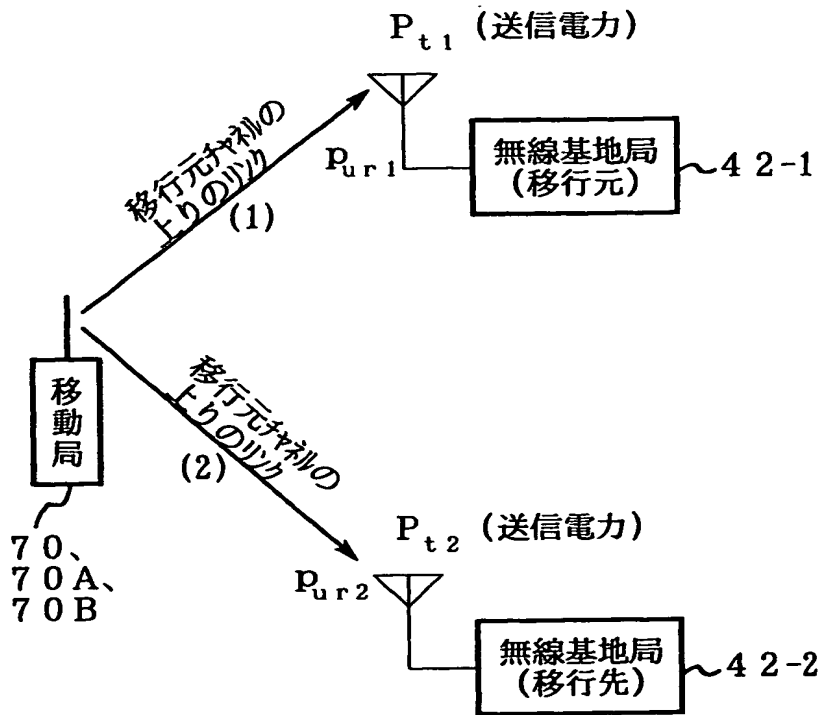 Pt1 (送信電力)
移行元チャネルの
上りのリンク
(1)
pur1
無線基地局
(移行元)
42-1
移動局
70、
70A、
70B
移行元チャネルの
上りのリンク
(2)
Pt2 (送信電力)
pur2
無線基地局
(移行先)
42-2